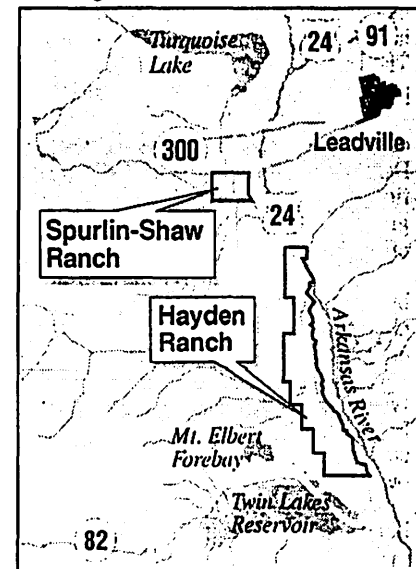 Turquoise
Lake
24
91
300
Leadville
24
Spurlin-Shaw
Ranch
Hayden
Ranch
Arkansas River
Mt. Elbert
Forebay
Twin Lakes
Reservoir
82